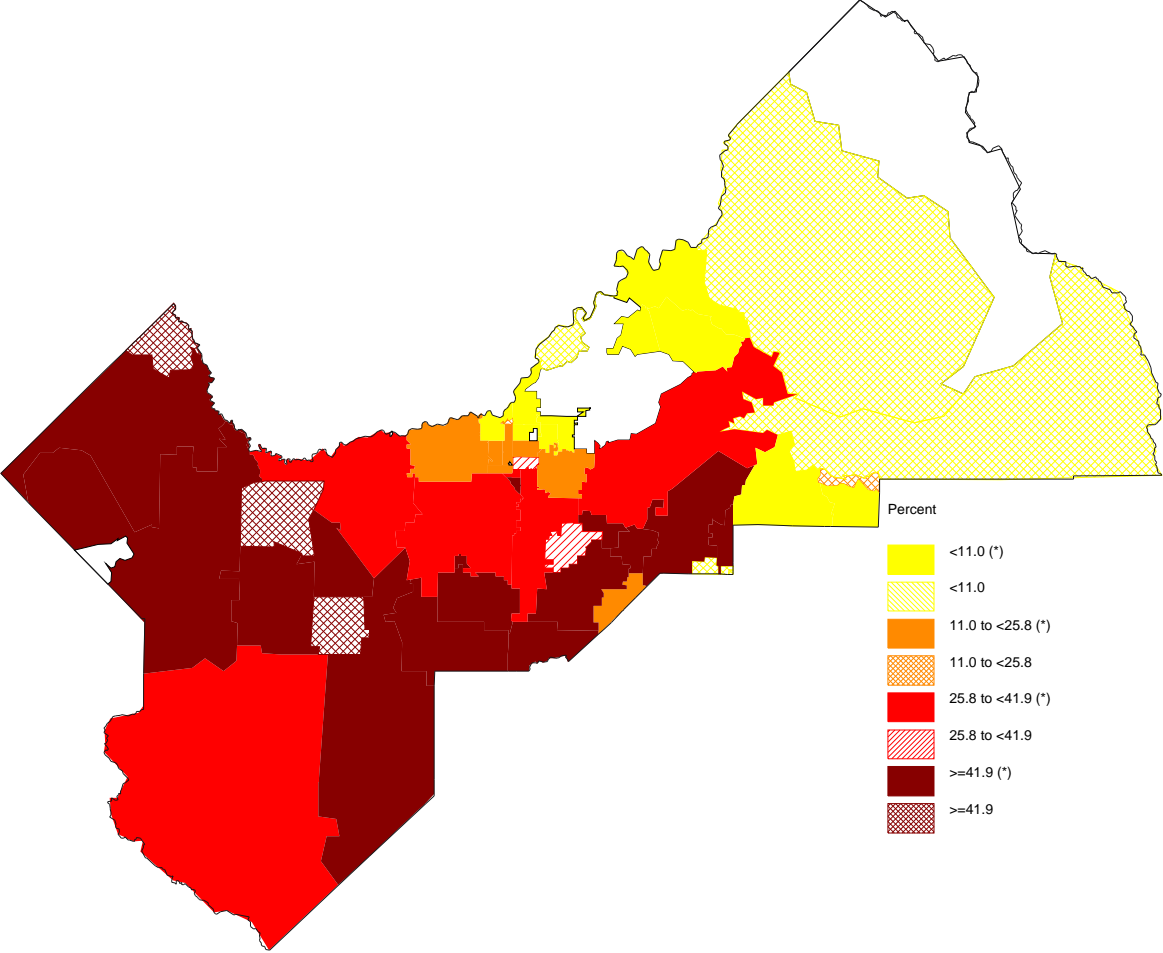 Percent
<11.0 (*)
<11.0
11.0 to <25.8 (*)
11.0 to <25.8
25.8 to <41.9 (*)
25.8 to <41.9
>=41.9 (*)
>=41.9